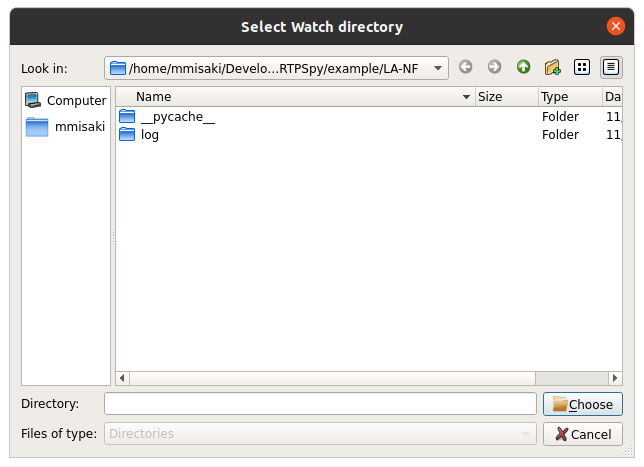 Select Watch directory
Look in: /home/mmisaki/Develo...RTPSpy/example/LA-NF
Computer
mmisaki
Name Size Type Da
__pycache__ Folder 11,
log Folder 11,
Directory: Choose
Files of type: Directories Cancel